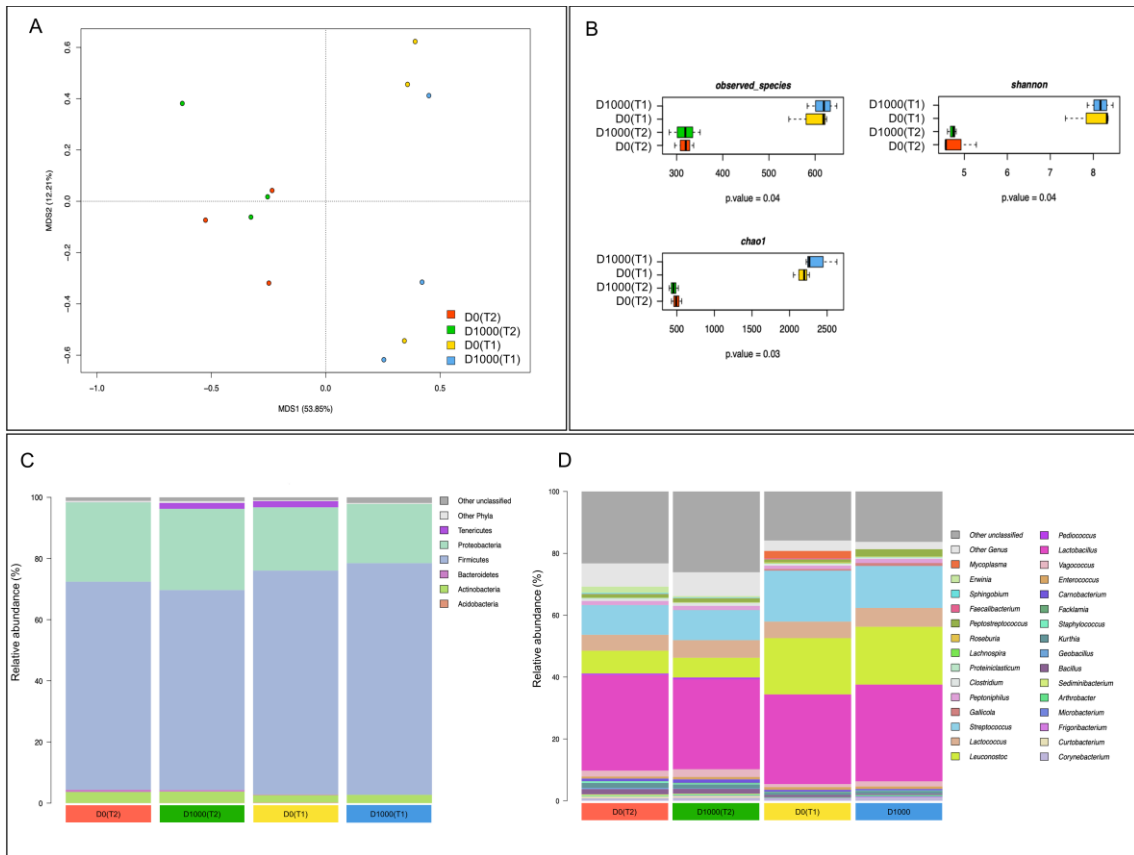 A
0.6
0.4
0.2
0.0
−0.2
−0.4
−0.6
MDS2 (12.21%)
−1.0 −0.5 0.0 0.5
MDS1 (53.85%)
D0(T2)
D1000(T2)
D0(T1)
D1000(T1)
B
observed_species
D1000(T1)
D0(T1)
D1000(T2)
D0(T2)
300 400 500 600
p.value = 0.04
shannon
D1000(T1)
D0(T1)
D1000(T2)
D0(T2)
5 6 7 8
p.value = 0.04
chao1
D1000(T1)
D0(T1)
D1000(T2)
D0(T2)
500 1000 1500 2000 2500
p.value = 0.03
C
Relative abundance (%)
100
80
60
40
20
0
D0(T2) D1000(T2) D0(T1) D1000(T1)
Other unclassified
Other Phyla
Tenericutes
Proteobacteria
Firmicutes
Bacteroidetes
Actinobacteria
Acidobacteria
D
Relative abundance (%)
100
80
60
40
20
0
D0(T2) D1000(T2) D0(T1) D1000
Other unclassified
Other Genus
Mycoplasma
Erwinia
Sphingobium
Faecalibacterium
Peptostreptococcus
Roseburia
Lachnospira
Proteiniclasticum
Clostridium
Peptoniphilus
Gallicola
Streptococcus
Lactococcus
Leuconostoc
Pediococcus
Lactobacillus
Vagococcus
Enterococcus
Carnobacterium
Facklamia
Staphylococcus
Kurthia
Geobacillus
Bacillus
Sediminibacterium
Arthrobacter
Microbacterium
Frigoribacterium
Curtobacterium
Corynebacterium